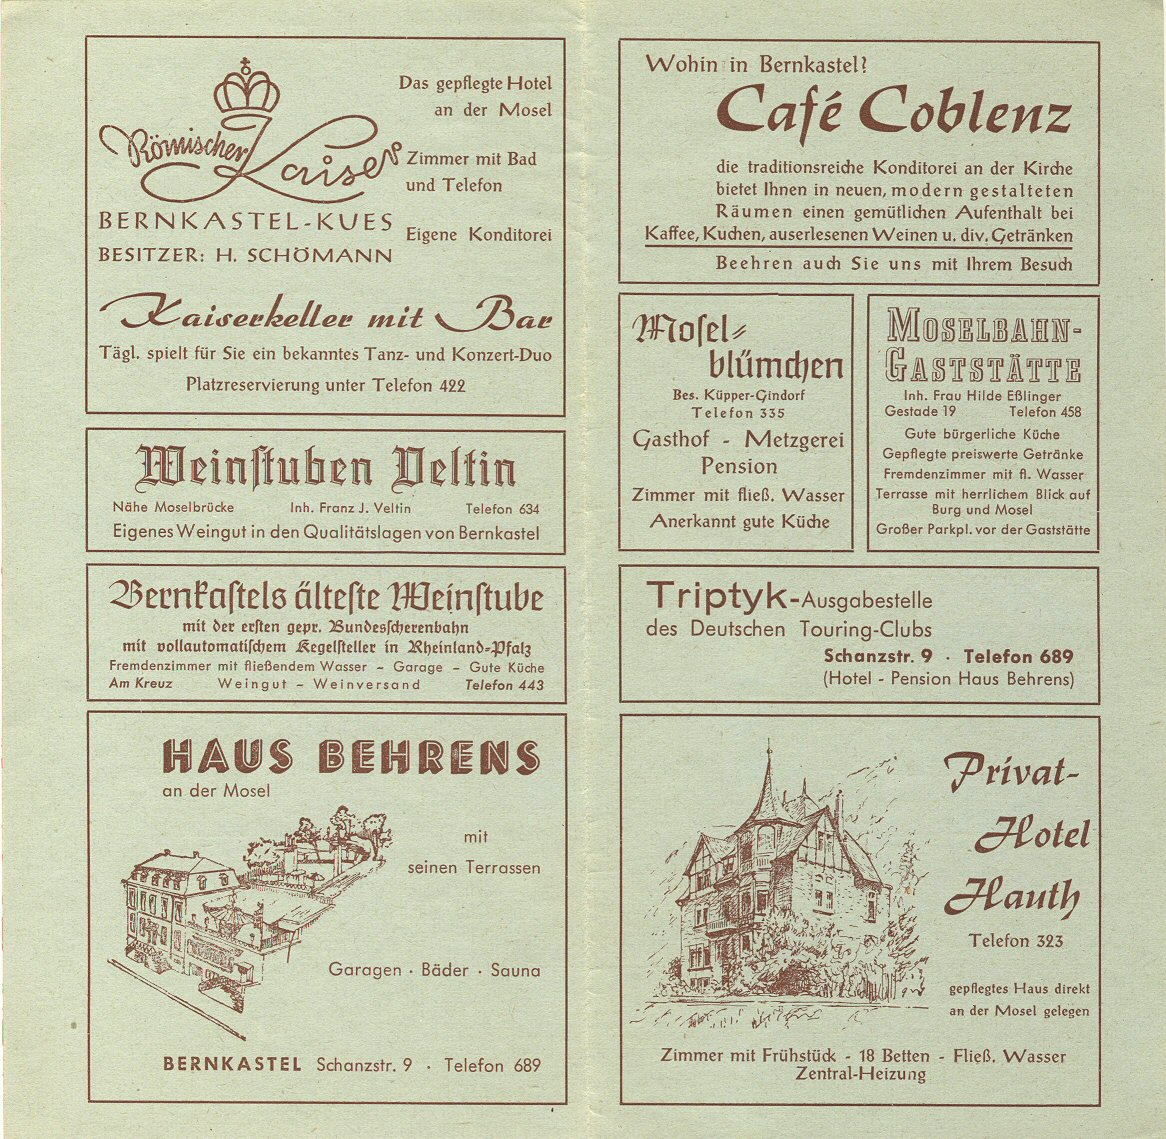 Römischer Kaiser
BERNKASTEL-KUES
BESITZER: H. SCHÖMANN
Das gepflegte Hotel
an der Mosel
Zimmer mit Bad
und Telefon
Eigene Konditorei
Kaiserkeller mit Bar
Tägl. spielt für Sie ein bekanntes Tanz- und Konzert-Duo
Platzreservierung unter Telefon 422
Weinstuben Veltin
Nähe Moselbrücke Inh. Franz J. Veltin Telefon 634
Eigenes Weingut in den Qualitätslagen von Bernkastel
Bernkastels älteste Weinstube
mit der ersten gepr. Bundesscherenbahn
mit vollautomatischem Kegelsteller in Rheinland-Pfalz
Fremdenzimmer mit fließendem Wasser – Garage – Gute Küche
Am Kreuz Weingut – Weinversand Telefon 443
HAUS BEHRENS
an der Mosel
mit
seinen Terrassen
Garagen · Bäder · Sauna
BERNKASTEL Schanzstr. 9 · Telefon 689
Wohin in Bernkastel?
Café Coblenz
die traditionsreiche Konditorei an der Kirche
bietet Ihnen in neuen, modern gestalteten
Räumen einen gemütlichen Aufenthalt bei
Kaffee, Kuchen, auserlesenen Weinen u. div. Getränken
Beehren auch Sie uns mit Ihrem Besuch
Mosel-
blümchen
Bes. Küpper-Gindorf
Telefon 335
Gasthof - Metzgerei
Pension
Zimmer mit fließ. Wasser
Anerkannt gute Küche
MOSELBAHN-
GASTSTÄTTE
Inh. Frau Hilde Eßlinger
Gestade 19 Telefon 458
Gute bürgerliche Küche
Gepflegte preiswerte Getränke
Fremdenzimmer mit fl. Wasser
Terrasse mit herrlichem Blick auf
Burg und Mosel
Großer Parkpl. vor der Gaststätte
Triptyk-Ausgabestelle
des Deutschen Touring-Clubs
Schanzstr. 9 · Telefon 689
(Hotel - Pension Haus Behrens)
Privat-
Hotel
Hauth
Telefon 323
gepflegtes Haus direkt
an der Mosel gelegen
Zimmer mit Frühstück - 18 Betten - Fließ. Wasser
Zentral-Heizung